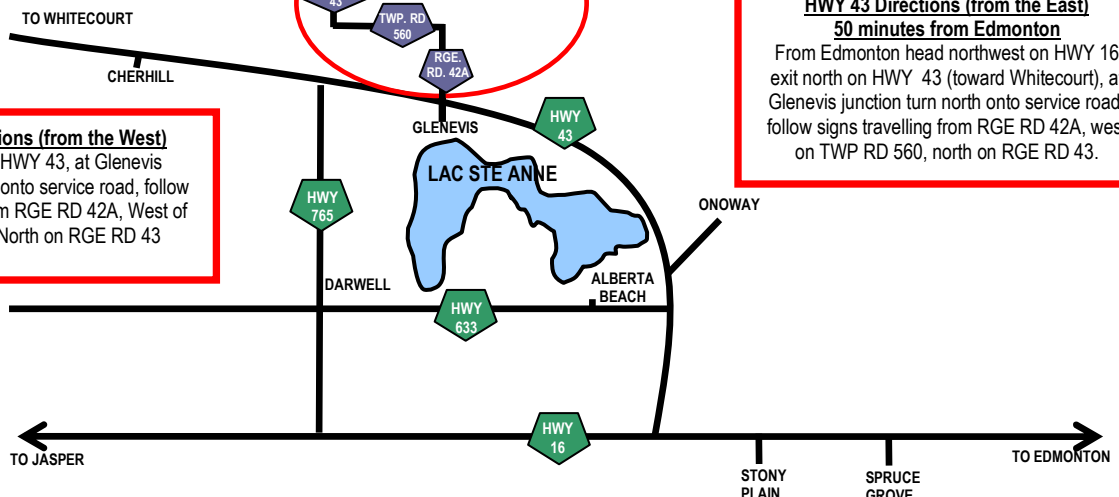 43
TWP. RD
560
RGE.
RD. 42A
TO WHITECOURT
CHERHILL
GLENEVIS
HWY
43
HWY 43 Directions (from the East)
50 minutes from Edmonton
From Edmonton head northwest on HWY 16
exit north on HWY 43 (toward Whitecourt), a
Glenevis junction turn north onto service road
follow signs travelling from RGE RD 42A, wes
on TWP RD 560, north on RGE RD 43.
ions (from the West)
HWY 43, at Glenevis
onto service road, follow
m RGE RD 42A, West of
North on RGE RD 43
LAC STE ANNE
HWY
765
ONOWAY
DARWELL
ALBERTA
BEACH
HWY
633
HWY
16
TO JASPER
TO EDMONTON
STONY
PLAIN
SPRUCE
GROVE